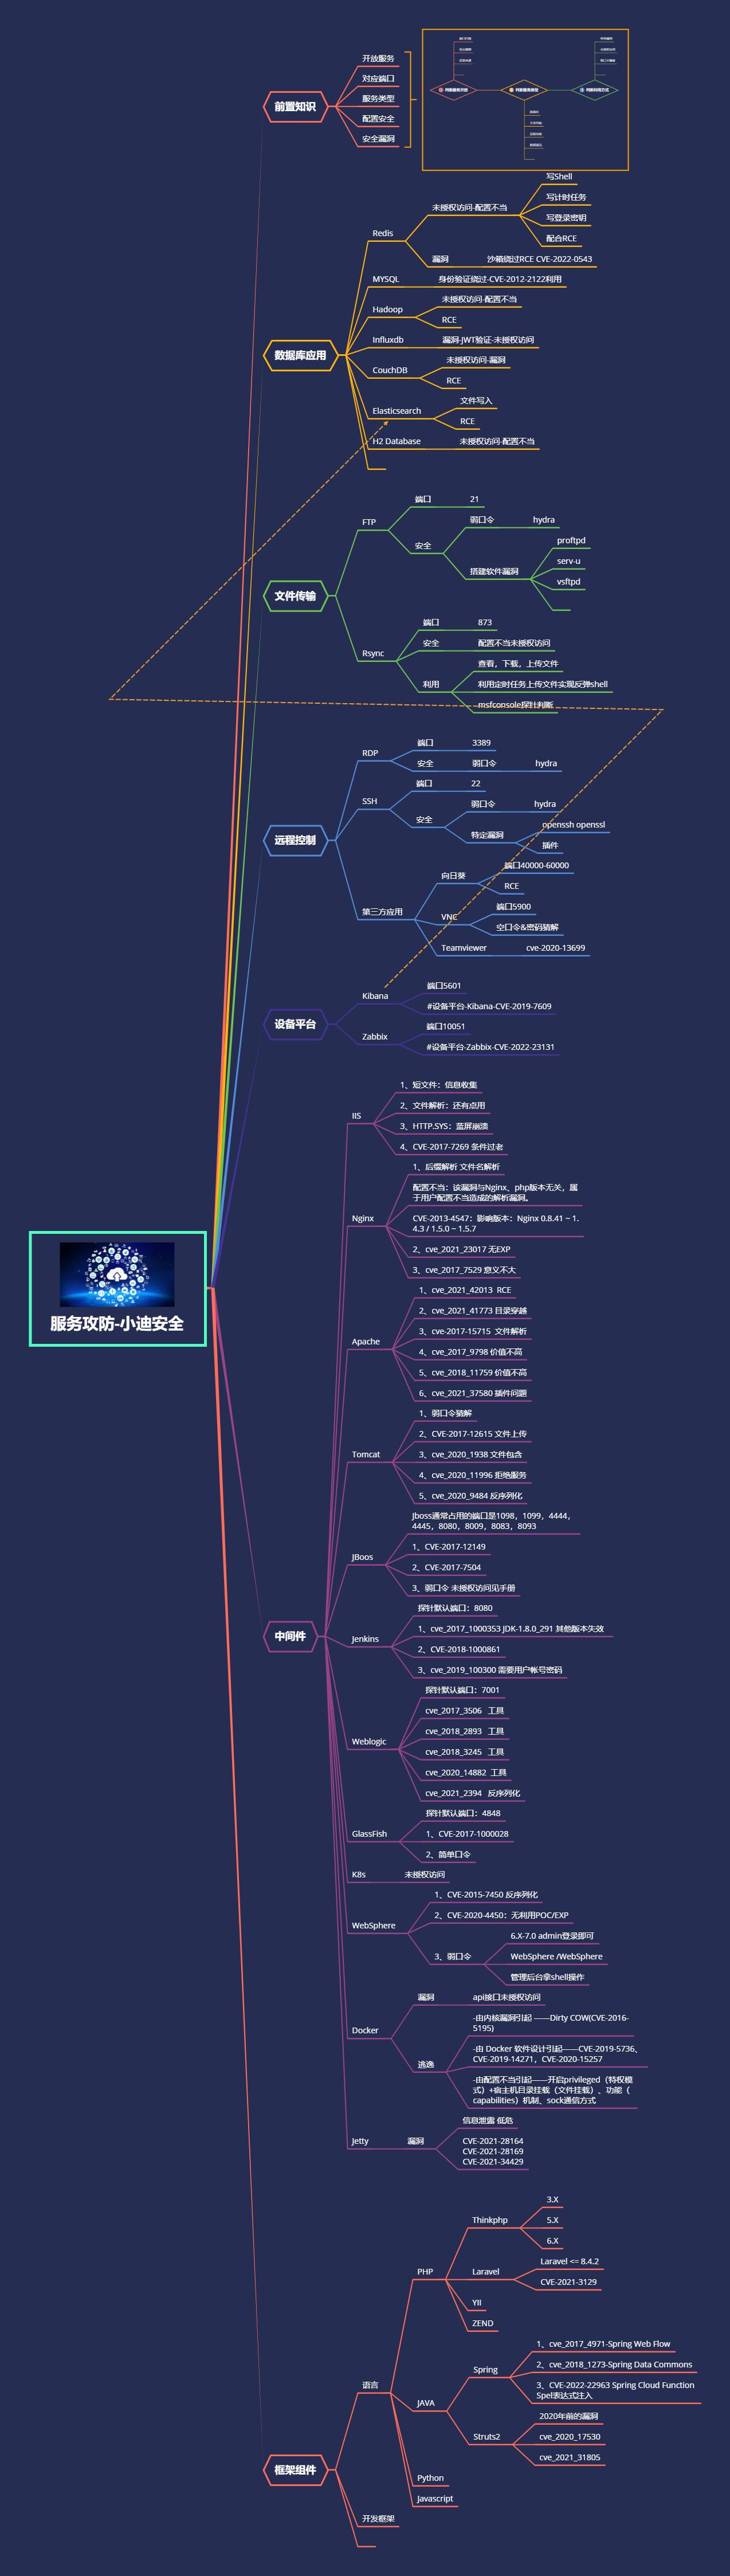 前置知识
开放服务
对应端口
服务类型
配置安全
安全漏洞
判断服务开放
判断服务类型
判断利用方式
数据库应用
Redis
未授权访问-配置不当
写Shell
写计时任务
写登录密钥
配合RCE
漏洞
沙箱绕过RCE CVE-2022-0543
MYSQL
身份验证绕过-CVE-2012-2122利用
Hadoop
未授权访问-配置不当
RCE
Influxdb
漏洞-JWT验证-未授权访问
CouchDB
未授权访问-漏洞
RCE
Elasticsearch
文件写入
RCE
H2 Database
未授权访问-配置不当
文件传输
FTP
端口
21
安全
弱口令
hydra
搭建软件漏洞
proftpd
serv-u
vsftpd
Rsync
端口
873
安全
配置不当未授权访问
利用
查看，下载，上传文件
利用定时任务上传文件实现反弹shell
msfconsole探针判断
远程控制
RDP
端口
3389
安全
弱口令
hydra
SSH
端口
22
安全
弱口令
hydra
特定漏洞
openssh openssl
插件
第三方应用
向日葵
端口40000-60000
RCE
VNC
端口5900
空口令&密码猜解
Teamviewer
cve-2020-13699
设备平台
Kibana
端口5601
#设备平台-Kibana-CVE-2019-7609
Zabbix
端口10051
#设备平台-Zabbix-CVE-2022-23131
服务攻防-小迪安全
中间件
IIS
1、短文件：信息收集
2、文件解析：还有点用
3、HTTP.SYS：蓝屏崩溃
4、CVE-2017-7269 条件过老
Nginx
1、后缀解析 文件名解析
配置不当：该漏洞与Nginx、php版本无关，属
于用户配置不当造成的解析漏洞。
CVE-2013-4547：影响版本：Nginx 0.8.41 ~ 1.
4.3 / 1.5.0 ~ 1.5.7
2、cve_2021_23017 无EXP
3、cve_2017_7529 意义不大
Apache
1、cve_2021_42013 RCE
2、cve_2021_41773 目录穿越
3、cve-2017-15715 文件解析
4、cve_2017_9798 价值不高
5、cve_2018_11759 价值不高
6、cve_2021_37580 插件问题
Tomcat
1、弱口令猜解
2、CVE-2017-12615 文件上传
3、cve_2020_1938 文件包含
4、cve_2020_11996 拒绝服务
5、cve_2020_9484 反序列化
JBoos
Jboss通常占用的端口是1098，1099，4444，
4445，8080，8009，8083，8093
1、CVE-2017-12149
2、CVE-2017-7504
3、弱口令 未授权访问见手册
Jenkins
探针默认端口：8080
1、cve_2017_1000353 JDK-1.8.0_291 其他版本失效
2、CVE-2018-1000861
3、cve_2019_100300 需要用户帐号密码
Weblogic
探针默认端口：7001
cve_2017_3506 工具
cve_2018_2893 工具
cve_2018_3245 工具
cve_2020_14882 工具
cve_2021_2394 反序列化
GlassFish
探针默认端口：4848
1、CVE-2017-1000028
2、简单口令
K8s
未授权访问
WebSphere
1、CVE-2015-7450 反序列化
2、CVE-2020-4450：无利用POC/EXP
3、弱口令
6.X-7.0 admin登录即可
WebSphere /WebSphere
管理后台拿shell操作
Docker
漏洞
api接口未授权访问
逃逸
-由内核漏洞引起 ——Dirty COW(CVE-2016-
5195)
-由 Docker 软件设计引起——CVE-2019-5736、
CVE-2019-14271，CVE-2020-15257
-由配置不当引起——开启privileged（特权模
式）+宿主机目录挂载（文件挂载）、功能（
capabilities）机制、sock通信方式
Jetty
漏洞
信息泄露 低危
CVE-2021-28164
CVE-2021-28169
CVE-2021-34429
框架组件
语言
PHP
Thinkphp
3.X
5.X
6.X
Laravel
Laravel <= 8.4.2
CVE-2021-3129
YII
ZEND
JAVA
Spring
1、cve_2017_4971-Spring Web Flow
2、cve_2018_1273-Spring Data Commons
3、CVE-2022-22963 Spring Cloud Function
Spel表达式注入
Struts2
2020年前的漏洞
cve_2020_17530
cve_2021_31805
Python
Javascript
开发框架